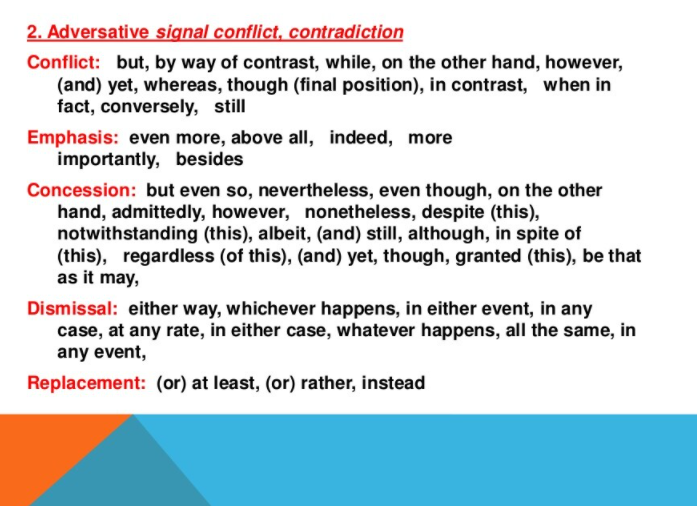 2. Adversative signal conflict, contradiction
Conflict: but, by way of contrast, while, on the other hand, however,
(and) yet, whereas, though (final position), in contrast, when in
fact, conversely, still
Emphasis: even more, above all, indeed, more
importantly, besides
Concession: but even so, nevertheless, even though, on the other
hand, admittedly, however, nonetheless, despite (this),
notwithstanding (this), albeit, (and) still, although, in spite of
(this), regardless (of this), (and) yet, though, granted (this), be that
as it may,
Dismissal: either way, whichever happens, in either event, in any
case, at any rate, in either case, whatever happens, all the same, in
any event,
Replacement: (or) at least, (or) rather, instead